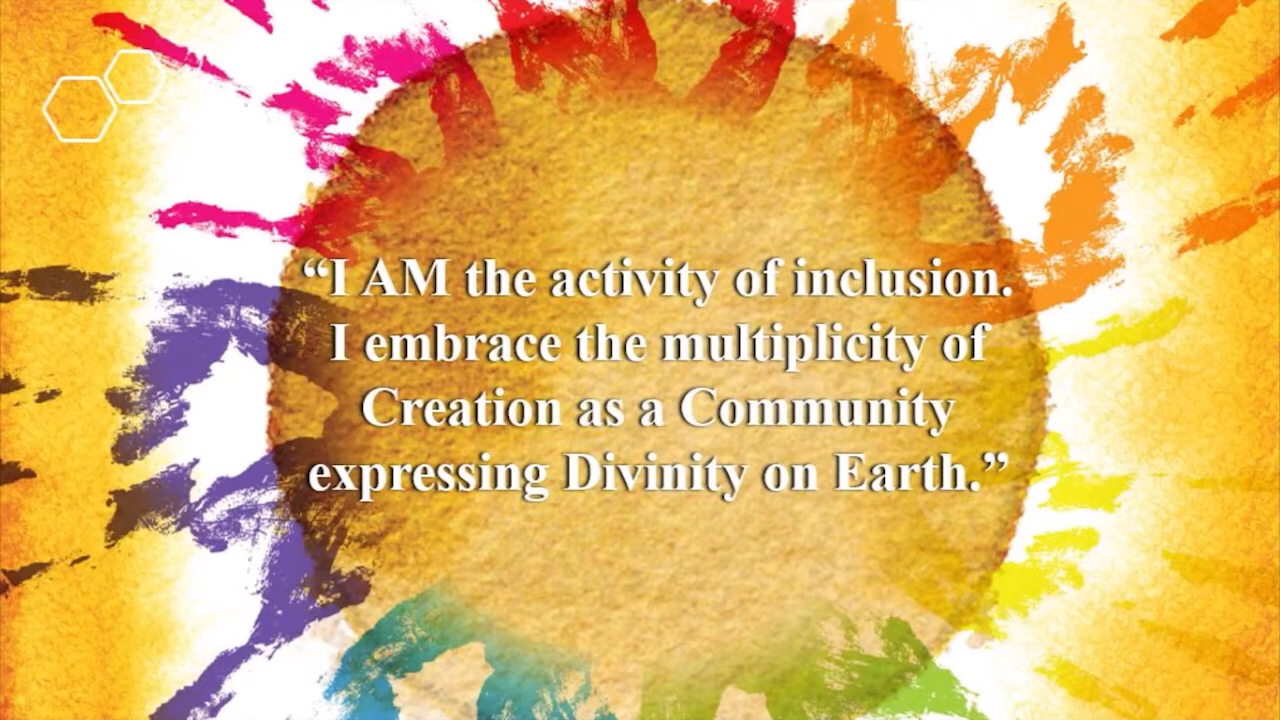 “I AM the activity of inclusion.
I embrace the multiplicity of
Creation as a Community
expressing Divinity on Earth.”